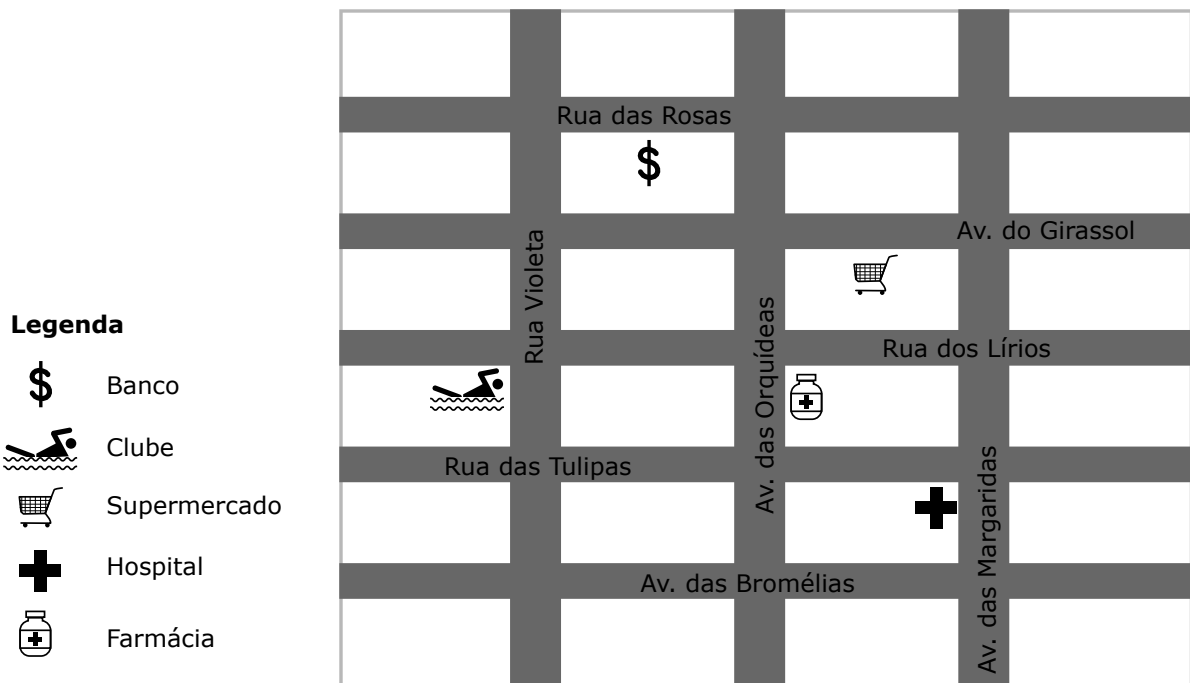 Rua das Rosas
$
Av. do Girassol
Rua Violeta
Av. das Orquídeas
Rua dos Lírios
Rua das Tulipas
Av. das Margaridas
Av. das Bromélias
Legenda
$ Banco
Clube
Supermercado
Hospital
Farmácia